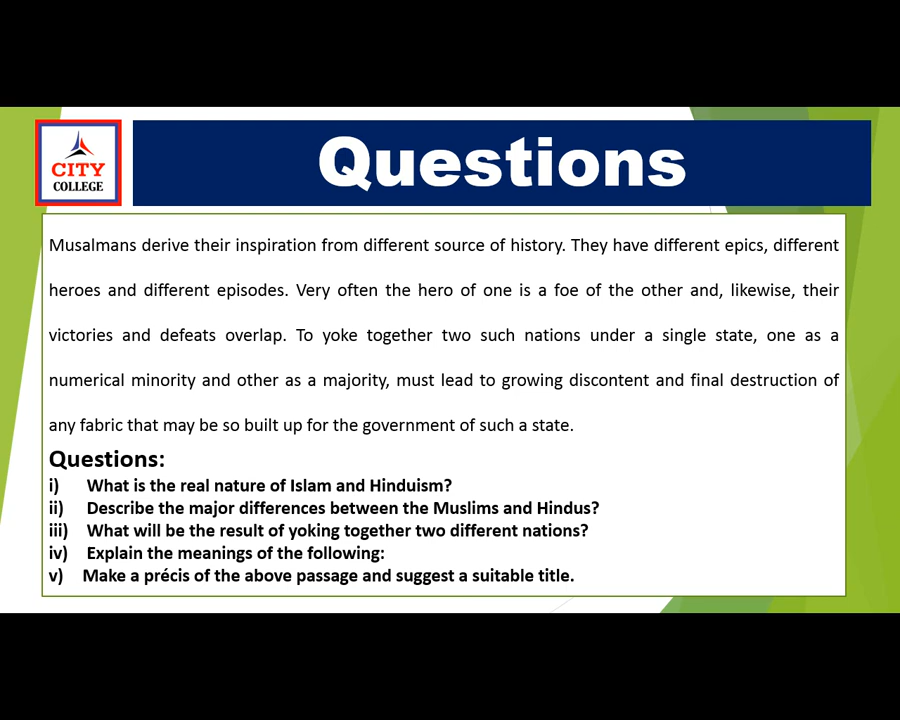 CITY
COLLEGE
Questions
Musalmans derive their inspiration from different source of history. They have different epics, different
heroes and different episodes. Very often the hero of one is a foe of the other and, likewise, their
victories and defeats overlap. To yoke together two such nations under a single state, one as a
numerical minority and other as a majority, must lead to growing discontent and final destruction of
any fabric that may be so built up for the government of such a state.
Questions:
i) What is the real nature of Islam and Hinduism?
ii) Describe the major differences between the Muslims and Hindus?
iii) What will be the result of yoking together two different nations?
iv) Explain the meanings of the following:
v) Make a précis of the above passage and suggest a suitable title.